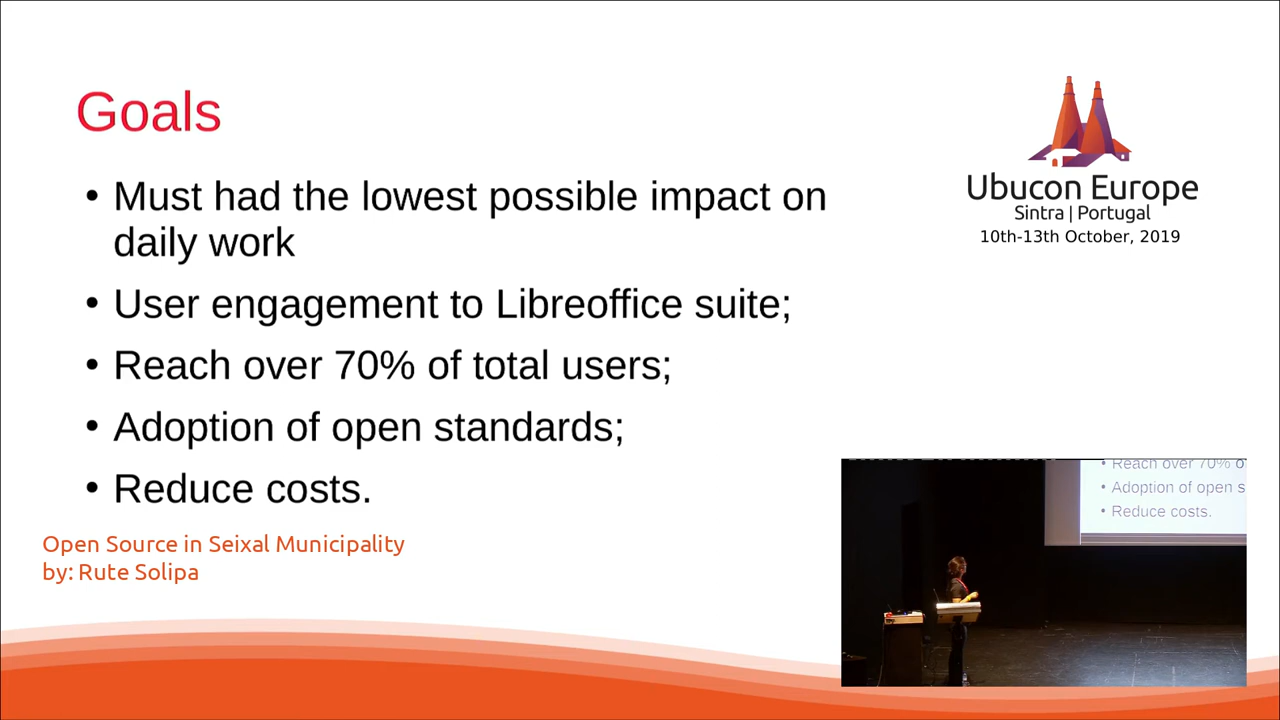 Goals
• Must had the lowest possible impact on
daily work
• User engagement to Libreoffice suite;
• Reach over 70% of total users;
• Adoption of open standards;
• Reduce costs.
Open Source in Seixal Municipality
by: Rute Solipa
Ubucon Europe
Sintra | Portugal
10th-13th October, 2019
• Reach over 70% o
• Adoption of open s
• Reduce costs.